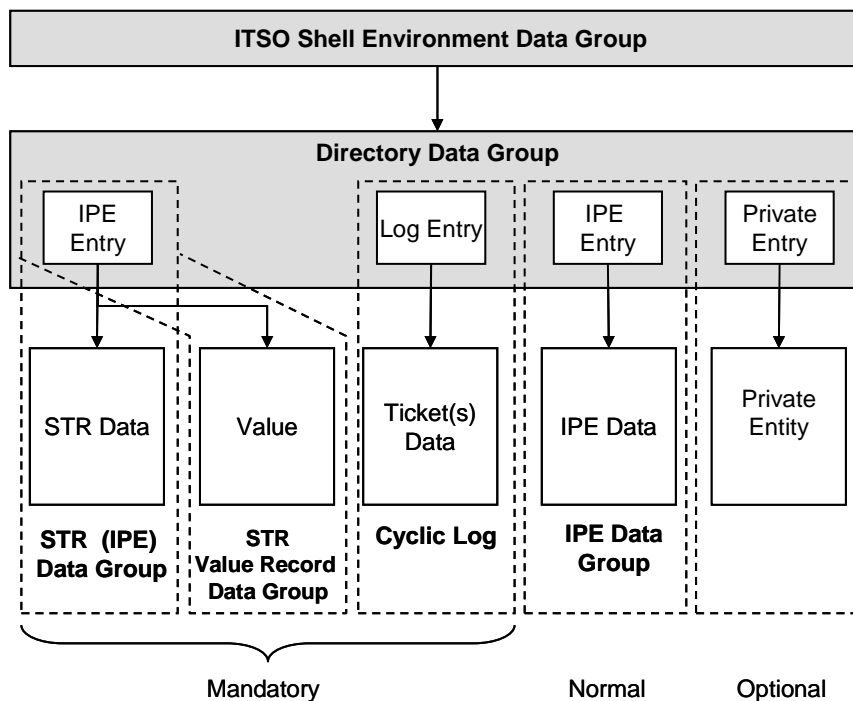 ITSO Shell Environment Data Group
Directory Data Group
IPE
Entry
Log Entry
IPE
Entry
Private
Entry
STR Data
Value
Ticket(s)
Data
IPE Data
Private
Entity
STR (IPE)
Data Group
STR
Value Record
Data Group
Cyclic Log
IPE Data
Group
Mandatory
Normal
Optional